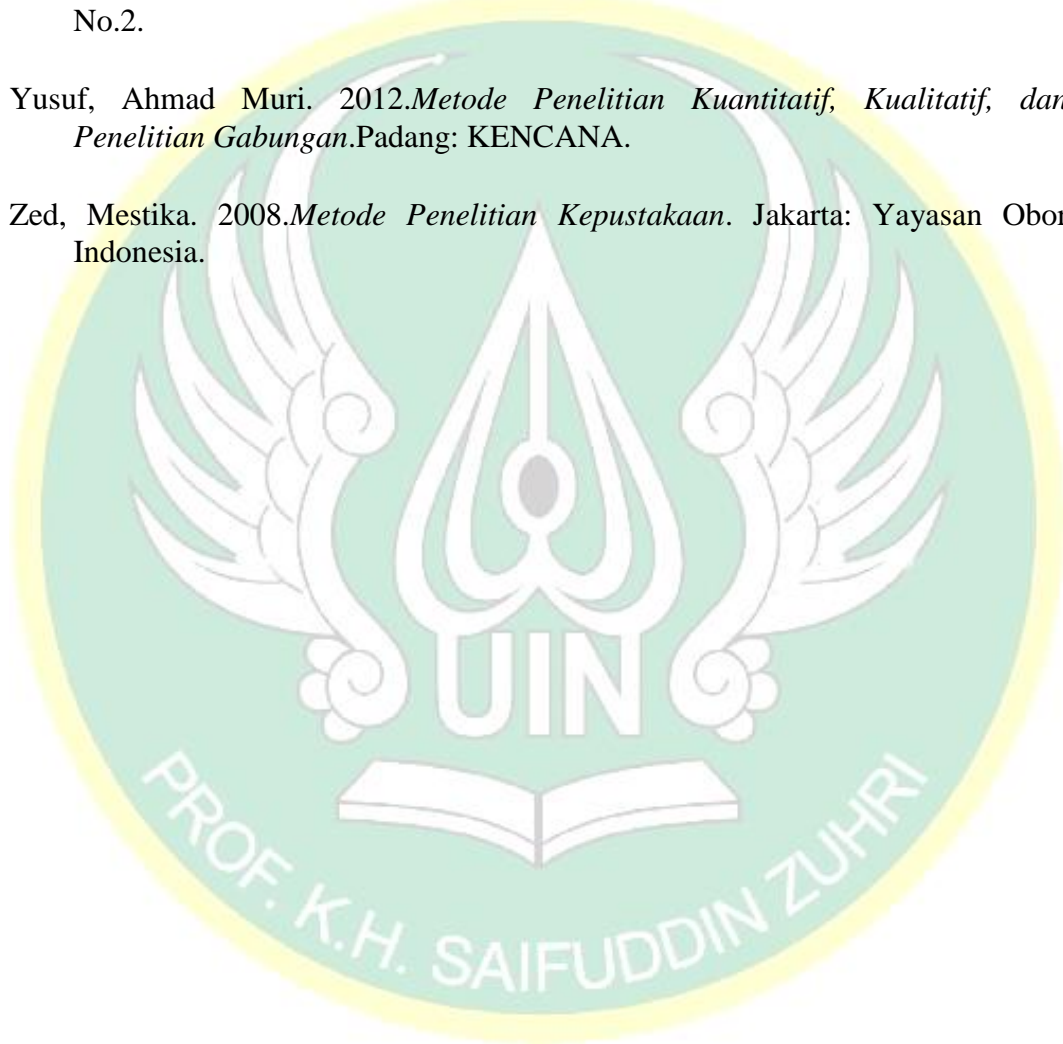 No.2.
Yusuf, Ahmad Muri. 2012.Metode Penelitian Kuantitatif, Kualitatif, dan
Penelitian Gabungan.Padang: KENCANA.
Zed, Mestika. 2008.Metode Penelitian Kepustakaan. Jakarta: Yayasan Obor
Indonesia.
UIN
PROF. K.H. SAIFUDDIN ZUHRI